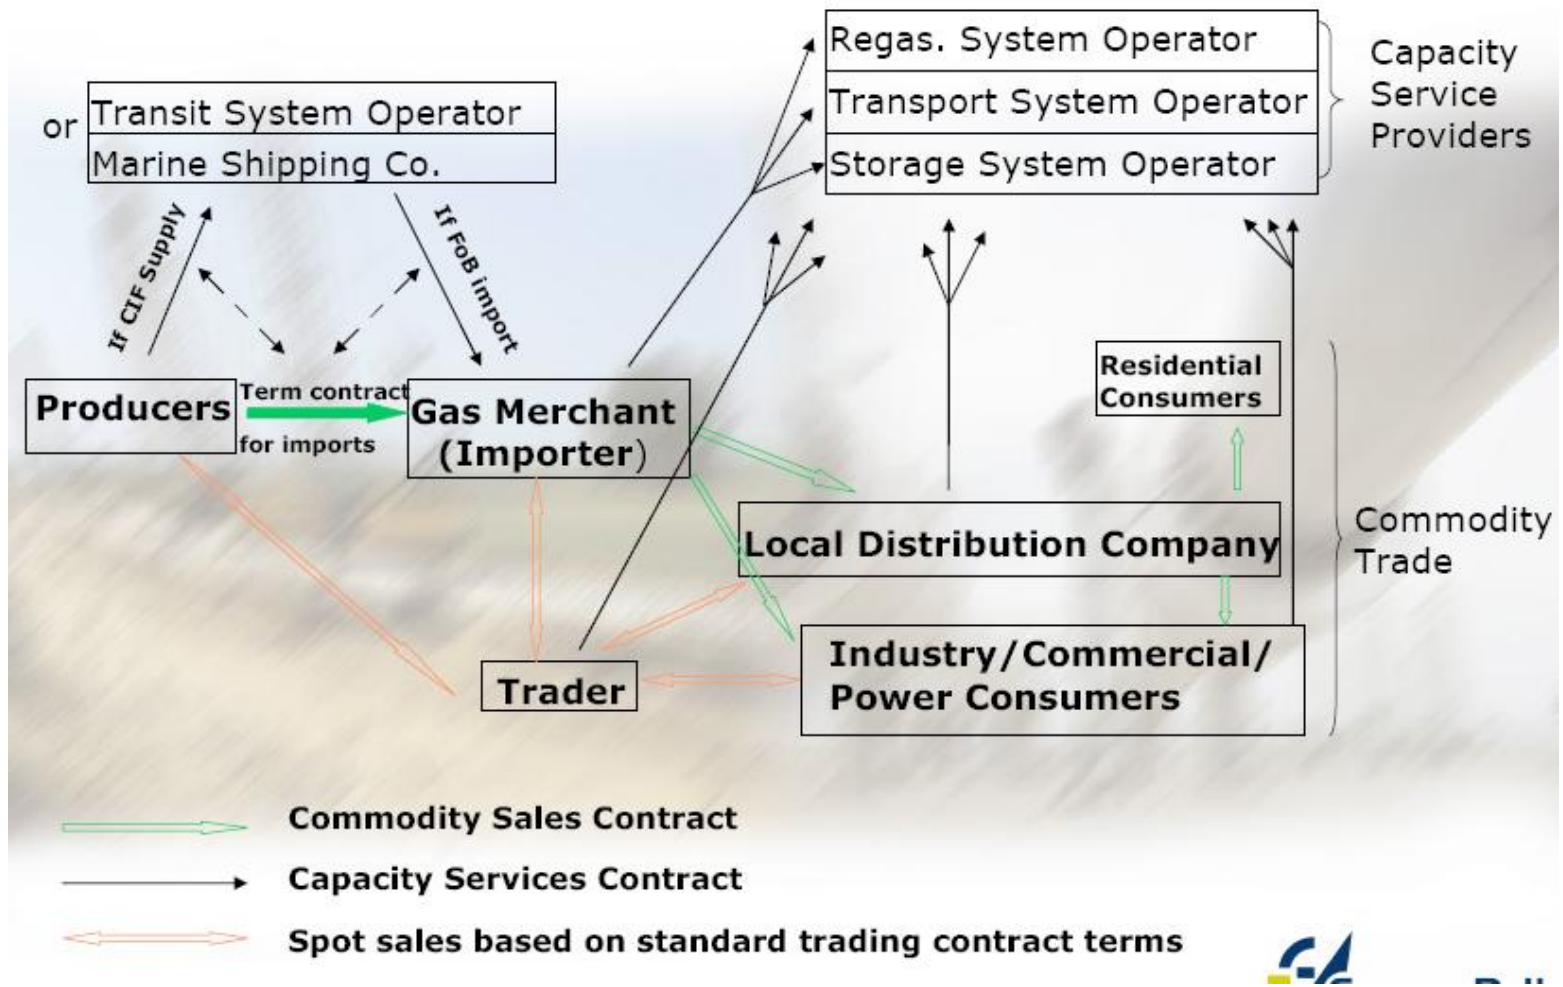 Regas. System Operator
Transport System Operator
Storage System Operator
Capacity
Service
Providers
or
Transit System Operator
Marine Shipping Co.
If CIF Supply
If FoB import
Producers
Term contract
for imports
Gas Merchant
(Importer)
Residential
Consumers
Local Distribution Company
Commodity
Trade
Industry/Commercial/
Power Consumers
Trader
Commodity Sales Contract
Capacity Services Contract
Spot sales based on standard trading contract terms